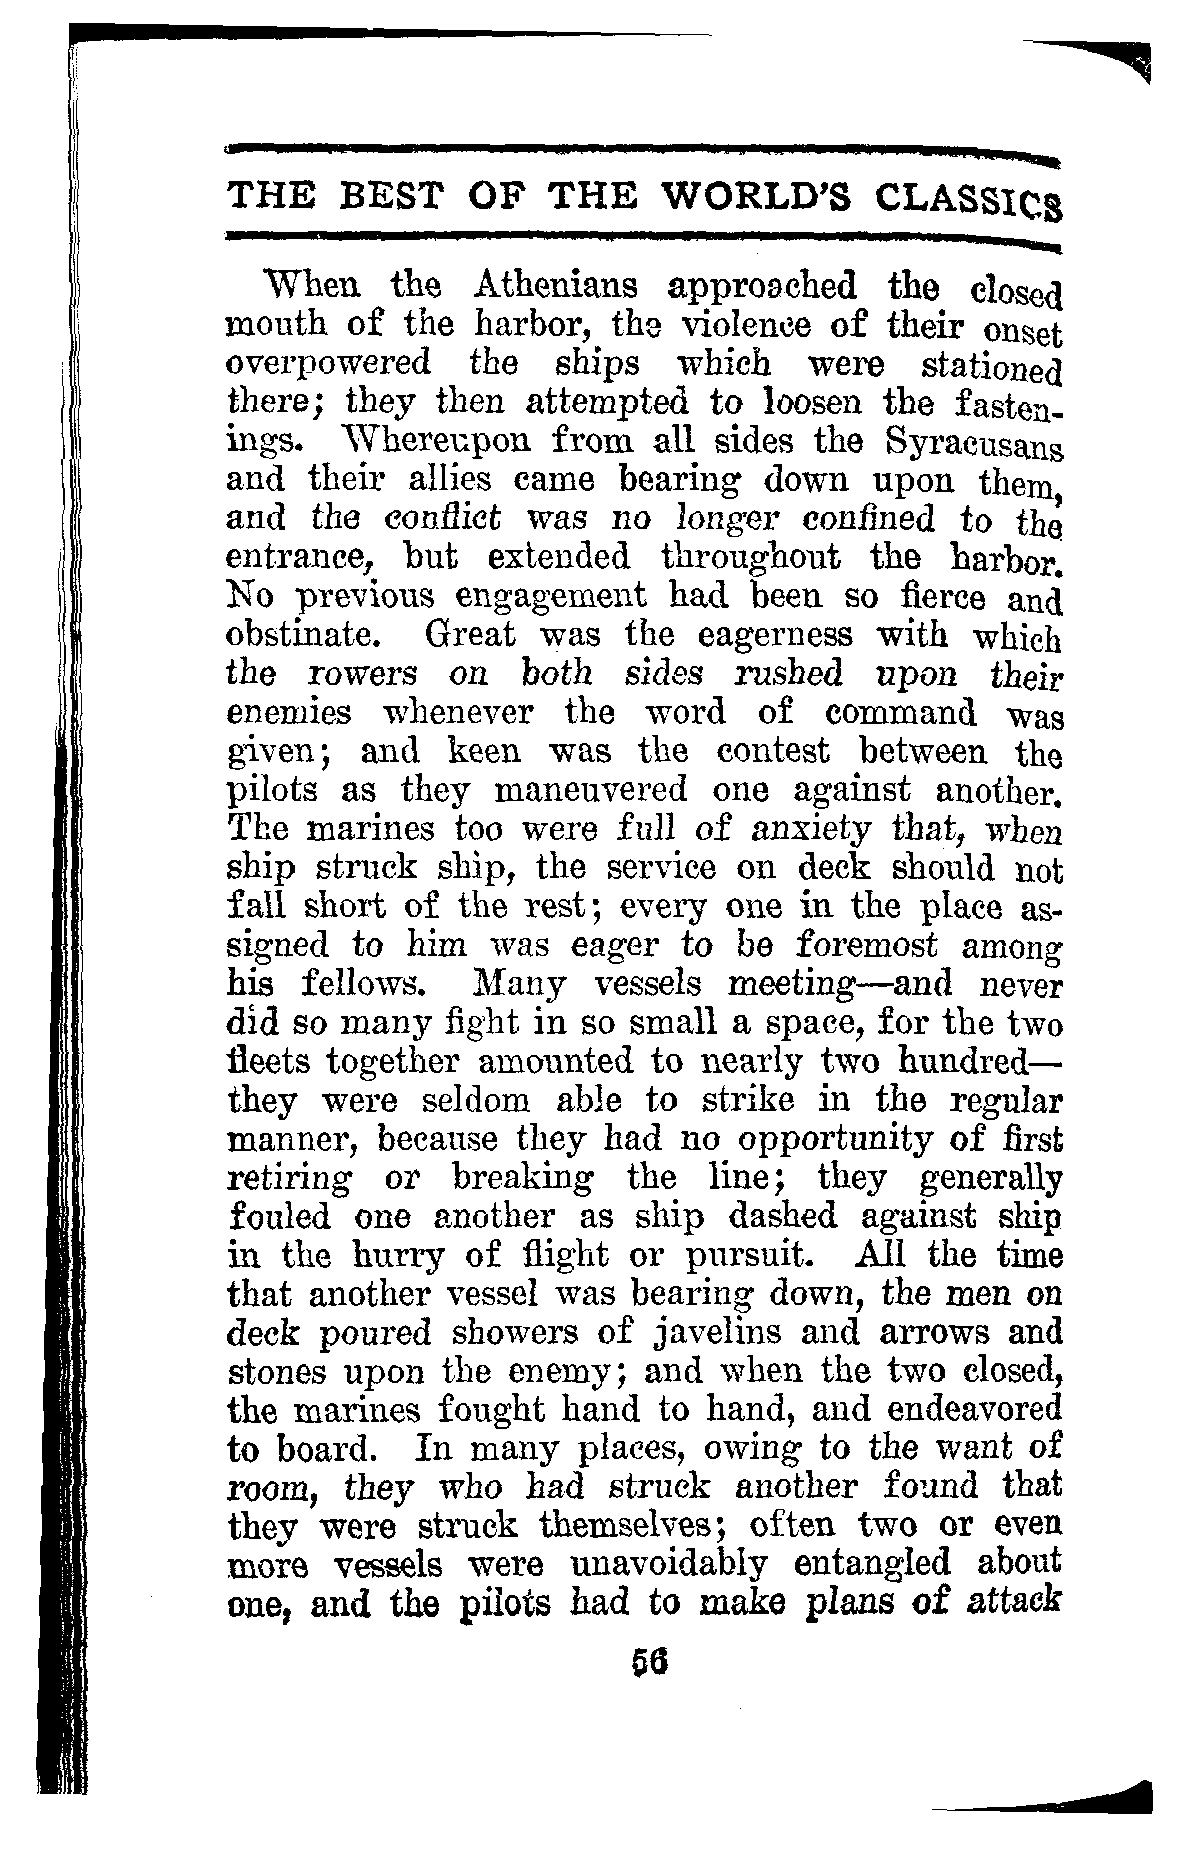 THE BEST OF THE WORLD'S CLASSICS
When the Athenians approached the closed
mouth of the harbor, the violence of their onset
overpowered the ships which were stationed
there; they then attempted to loosen the fasten-
ings. Whereupon from all sides the Syracusans
and their allies came bearing down upon them,
and the conflict was no longer confined to the
entrance, but extended throughout the harbor.
No previous engagement had been so fierce and
obstinate. Great was the eagerness with which
the rowers on both sides rushed upon their
enemies whenever the word of command was
given; and keen was the contest between the
pilots as they maneuvered one against another.
The marines too were full of anxiety that, when
ship struck ship, the service on deck should not
fall short of the rest; every one in the place as-
signed to him was eager to be foremost among
his fellows. Many vessels meeting—and never
did so many fight in so small a space, for the two
fleets together amounted to nearly two hundred—
they were seldom able to strike in the regular
manner, because they had no opportunity of first
retiring or breaking the line; they generally
fouled one another as ship dashed against ship
in the hurry of flight or pursuit. All the time
that another vessel was bearing down, the men on
deck poured showers of javelins and arrows and
stones upon the enemy; and when the two closed,
the marines fought hand to hand, and endeavored
to board. In many places, owing to the want of
room, they who had struck another found that
they were struck themselves; often two or even
more vessels were unavoidably entangled about
one, and the pilots had to make plans of attack
56